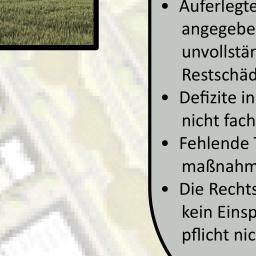 • Auferlegte
angegebe
unvollstän
Restschäd
• Defizite in
nicht fach
• Fehlende
maßnahm
• Die Rechts
kein Einsp
pflicht nic